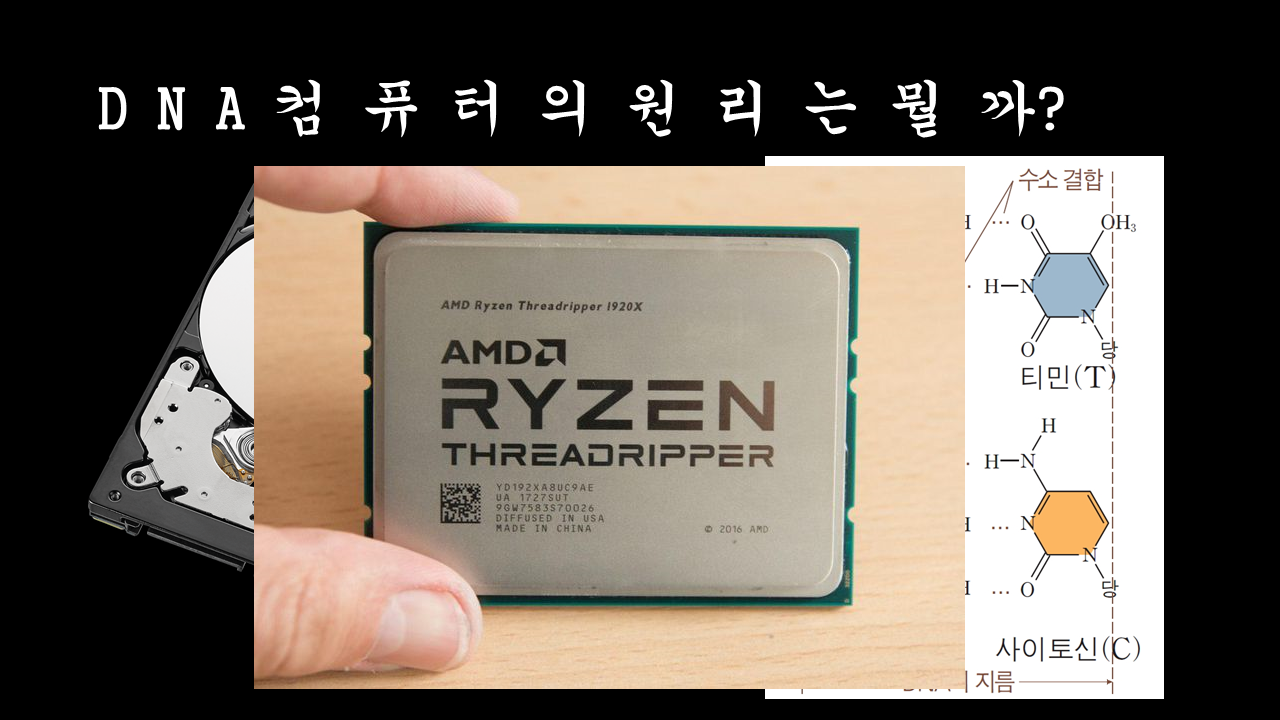 DNA컴퓨터의원리는뭘까?
AMD Ryzen Threadripper 1920X
AMD
RYZEN
THREADRIPPER
YD192XA8UC9AE
UA 1727SUT
9GW7583S70026
DIFFUSED IN USA
MADE IN CHINA
© 2016 AMD
수소 결합
H ··· O OH₃
H N
N
O 당
티민(T)
H
H N
H ··· N
N
H ··· O 당
사이토신(C)
지름